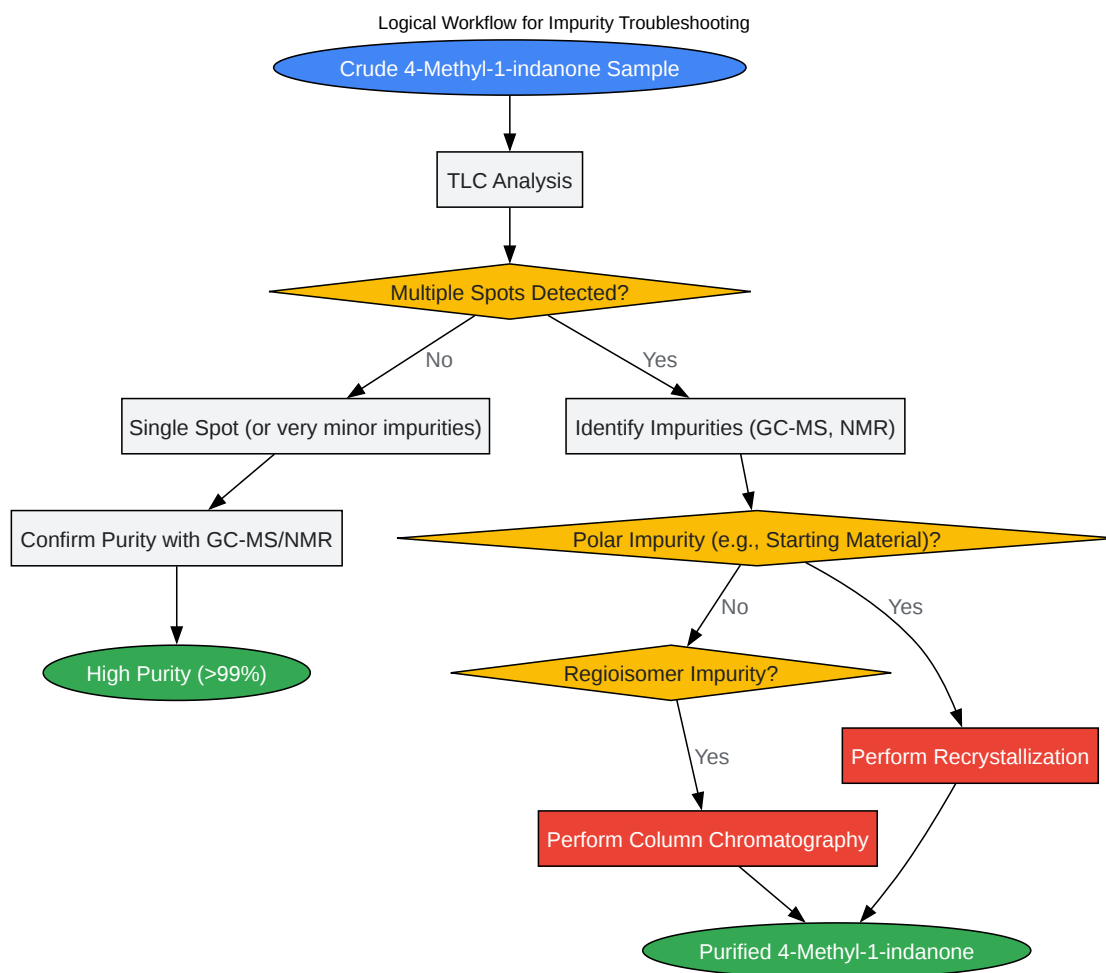 Logical Workflow for Impurity Troubleshooting
Crude 4-Methyl-1-indanone Sample
TLC Analysis
Multiple Spots Detected?
No
Yes
Single Spot (or very minor impurities)
Identify Impurities (GC-MS, NMR)
Confirm Purity with GC-MS/NMR
Polar Impurity (e.g., Starting Material)?
No
Yes
High Purity (>99%)
Regioisomer Impurity?
Yes
Perform Recrystallization
Perform Column Chromatography
Purified 4-Methyl-1-indanone